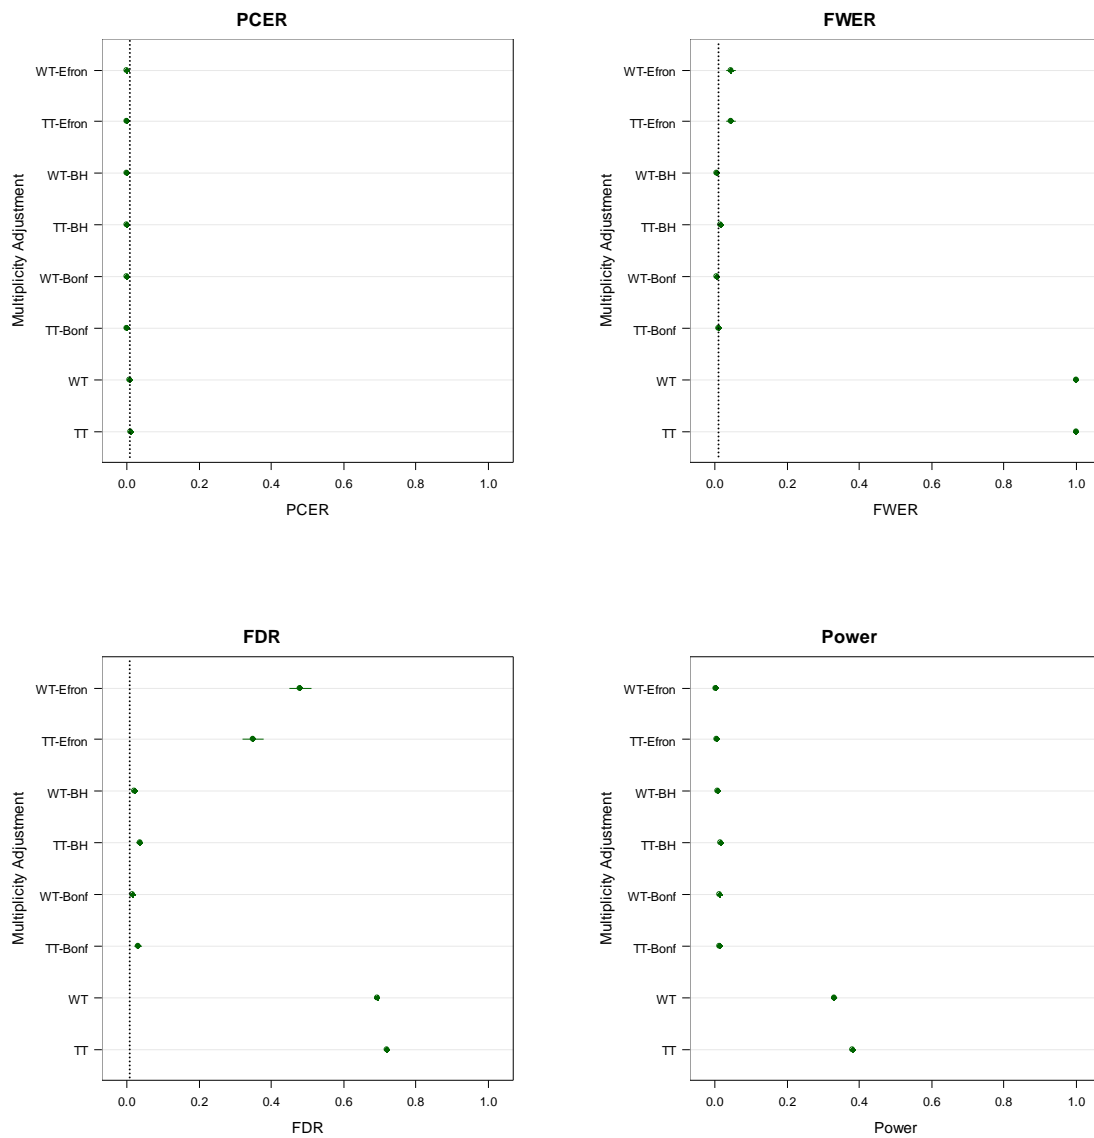 PCER
Multiplicity Adjustment
WT-Efron
TT-Efron
WT-BH
TT-BH
WT-Bonf
TT-Bonf
WT
TT
0.0 0.2 0.4 0.6 0.8 1.0
PCER
FWER
Multiplicity Adjustment
WT-Efron
TT-Efron
WT-BH
TT-BH
WT-Bonf
TT-Bonf
WT
TT
0.0 0.2 0.4 0.6 0.8 1.0
FWER
FDR
Multiplicity Adjustment
WT-Efron
TT-Efron
WT-BH
TT-BH
WT-Bonf
TT-Bonf
WT
TT
0.0 0.2 0.4 0.6 0.8 1.0
FDR
Power
Multiplicity Adjustment
WT-Efron
TT-Efron
WT-BH
TT-BH
WT-Bonf
TT-Bonf
WT
TT
0.0 0.2 0.4 0.6 0.8 1.0
Power